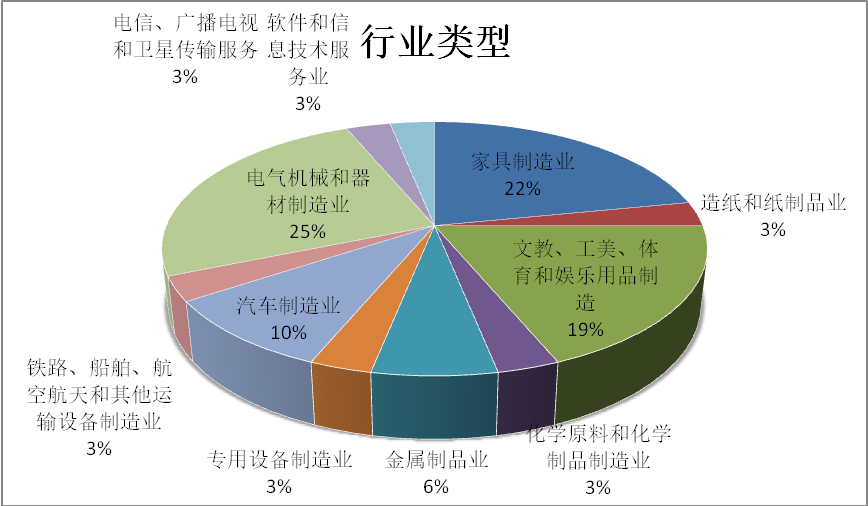 行业类型
电信、广播电视
和卫星传输服务
3%
软件和信
息技术服
务业
3%
家具制造业
22%
造纸和纸制品业
3%
文教、工美、体
育和娱乐用品制
造
19%
化学原料和化学
制品制造业
3%
金属制品业
6%
专用设备制造业
3%
汽车制造业
10%
铁路、船舶、航
空航天和其他运
输设备制造业
3%
电气机械和器
材制造业
25%